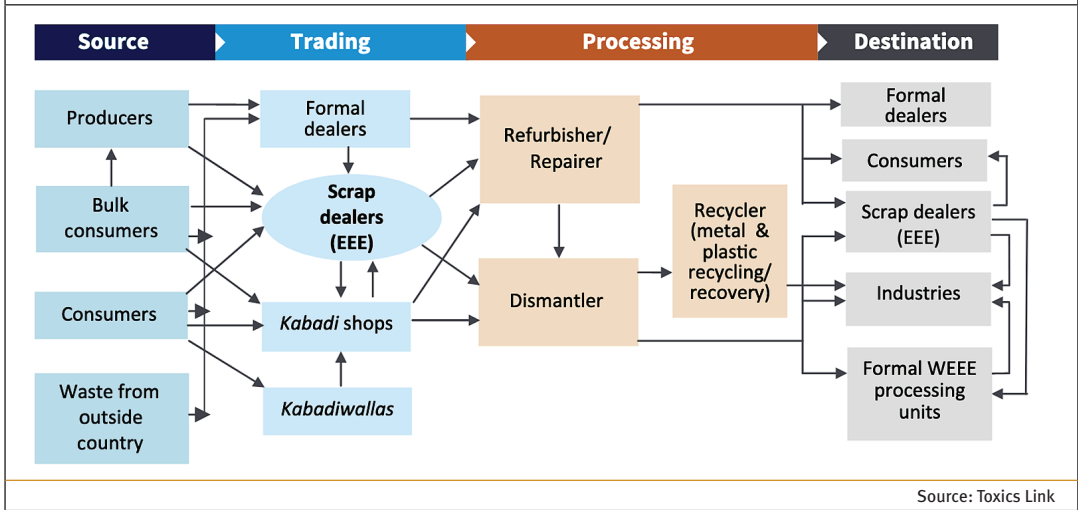 Source
Trading
Processing
Destination
Producers
Bulk
consumers
Consumers
Waste from
outside
country
Formal
dealers
Scrap
dealers
(EEE)
Kabadi shops
Kabadiwallas
Refurbisher/
Repairer
Dismantler
Recycler
(metal &
plastic
recycling/
recovery)
Formal
dealers
Consumers
Scrap dealers
(EEE)
Industries
Formal WEEE
processing
units
Source: Toxics Link